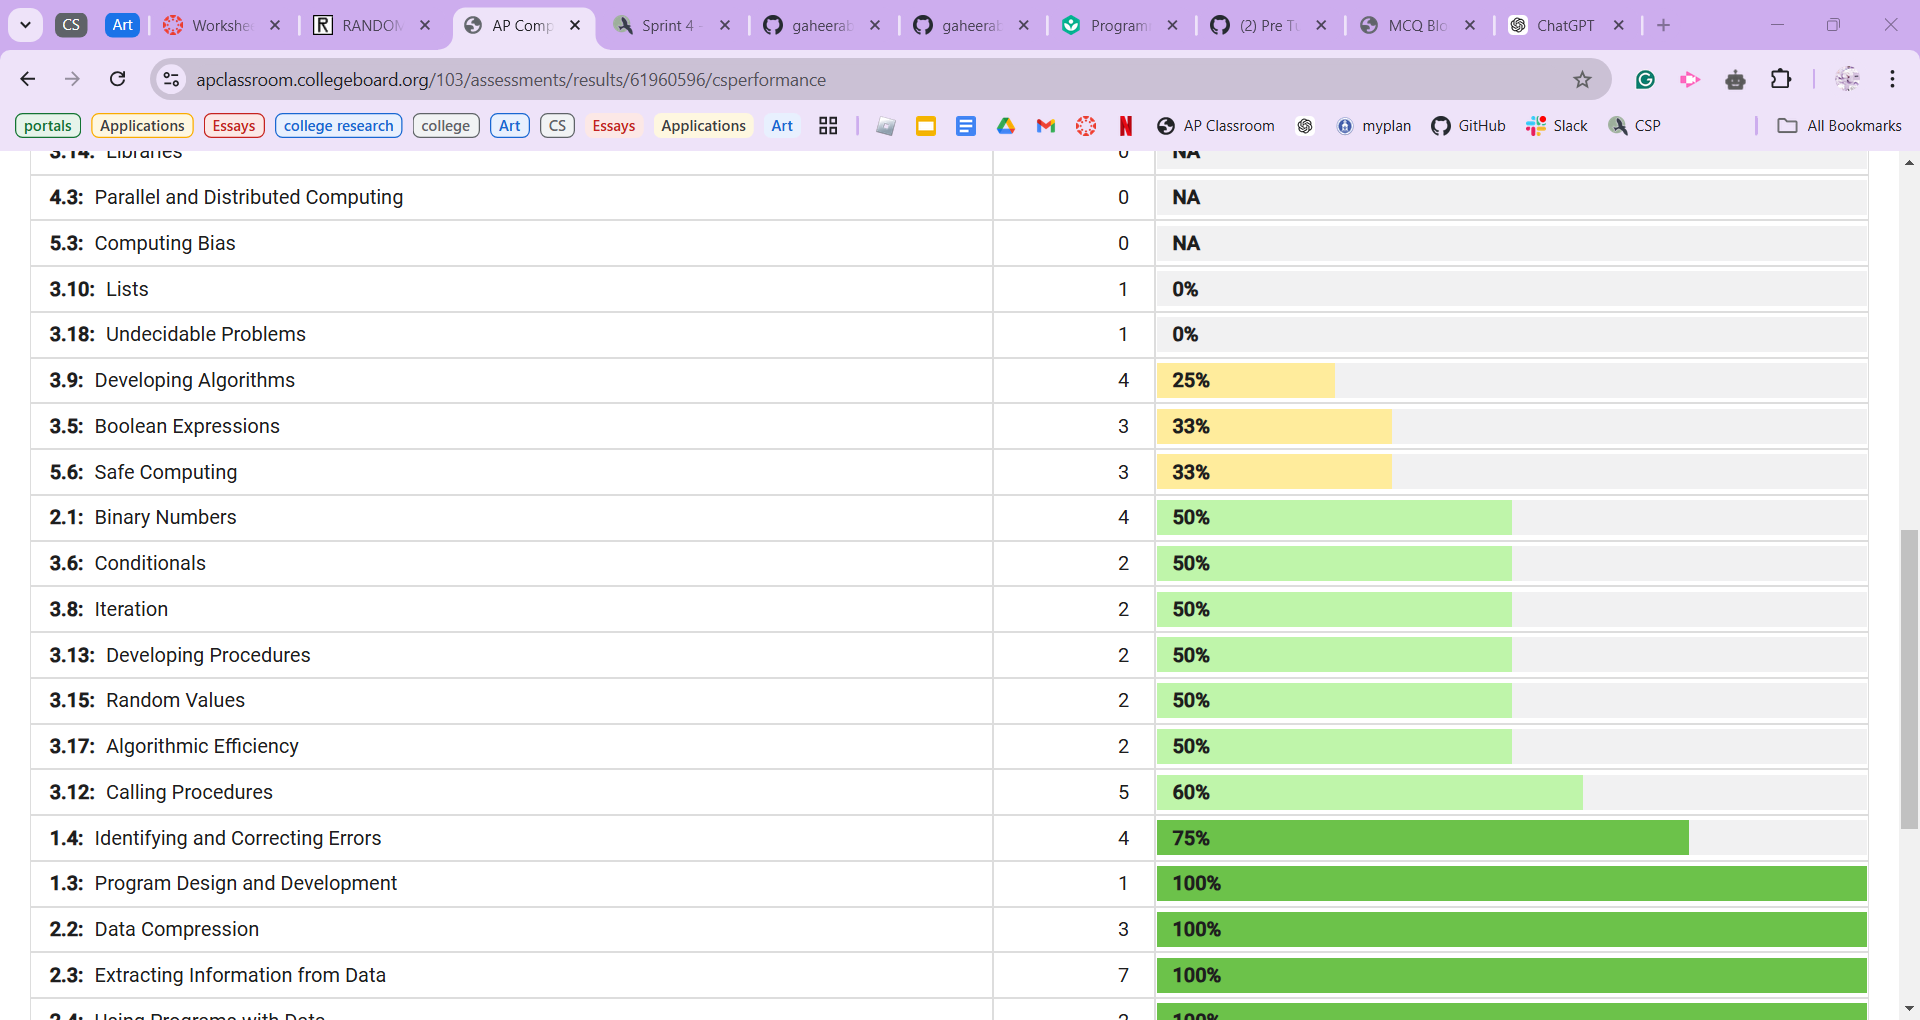 CS
Art
Workshe
RANDOM
AP Comp
Sprint 4 -
gaheerab
gaheerab
Program
(2) Pre Tu
MCQ Blo
ChatGPT
apclassroom.collegeboard.org/103/assessments/results/61960596/csperformance
portals
Applications
Essays
college research
college
Art
CS
Essays
Applications
Art
AP Classroom
myplan
GitHub
Slack
CSP
All Bookmarks
3.14: Libraries 0 NA
4.3: Parallel and Distributed Computing 0 NA
5.3: Computing Bias 0 NA
3.10: Lists 1 0%
3.18: Undecidable Problems 1 0%
3.9: Developing Algorithms 4 25%
3.5: Boolean Expressions 3 33%
5.6: Safe Computing 3 33%
2.1: Binary Numbers 4 50%
3.6: Conditionals 2 50%
3.8: Iteration 2 50%
3.13: Developing Procedures 2 50%
3.15: Random Values 2 50%
3.17: Algorithmic Efficiency 2 50%
3.12: Calling Procedures 5 60%
1.4: Identifying and Correcting Errors 4 75%
1.3: Program Design and Development 1 100%
2.2: Data Compression 3 100%
2.3: Extracting Information from Data 7 100%
2.4: Using Programs with Data 100%